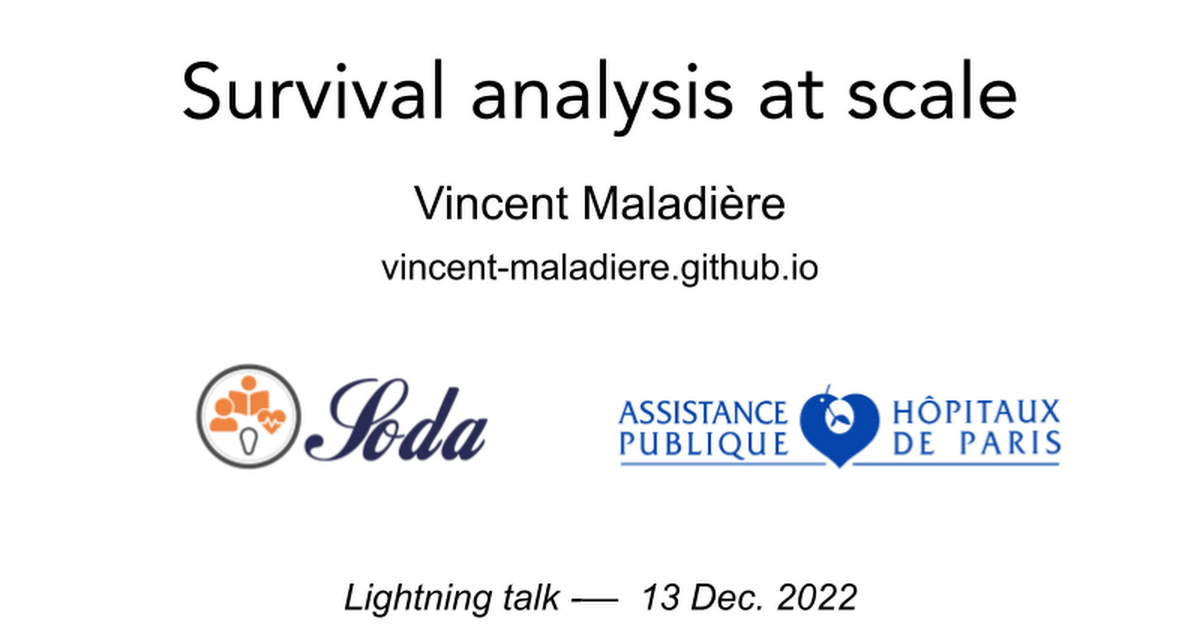 Survival analysis at scale
Vincent Maladière
vincent-maladiere.github.io
Soda
ASSISTANCE HÔPITAUX
PUBLIQUE DE PARIS
Lightning talk -— 13 Dec. 2022